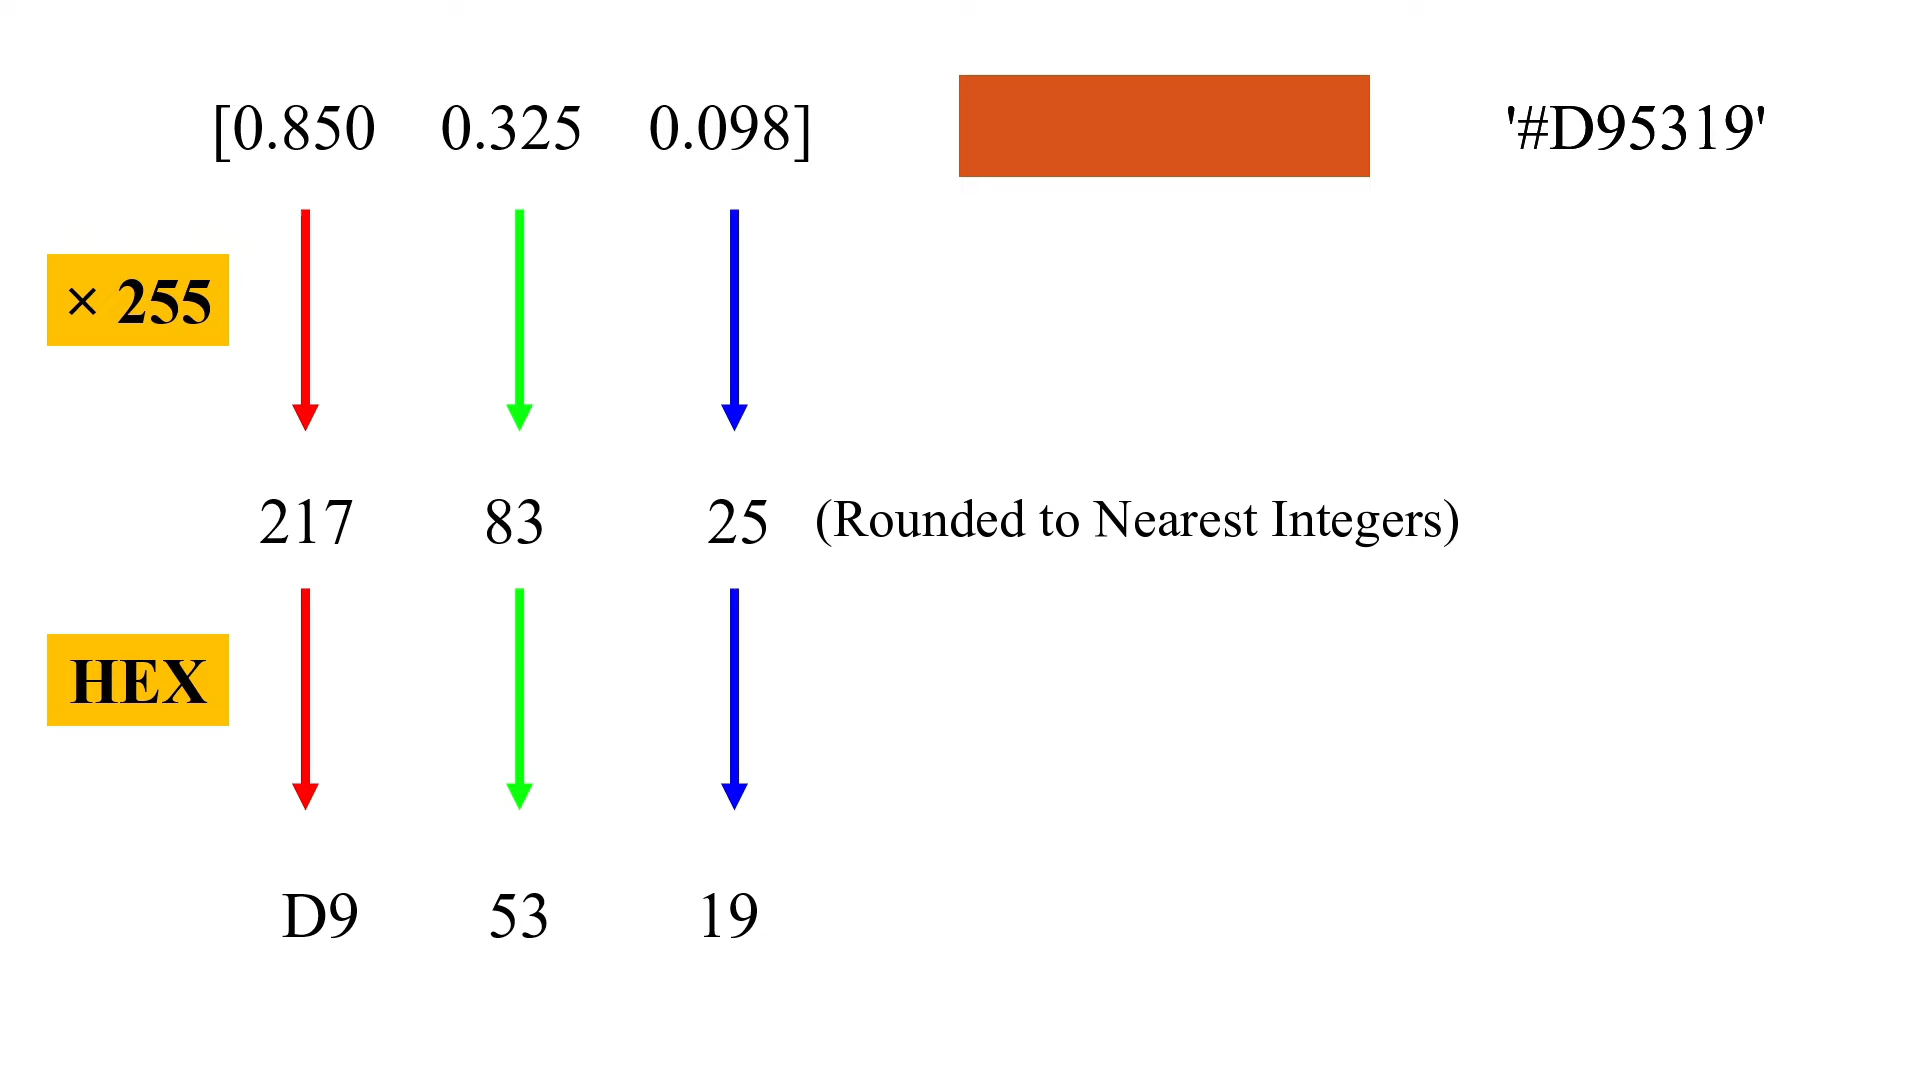 [0.850 0.325 0.098] '#D95319'
× 255
217 83 25 (Rounded to Nearest Integers)
HEX
D9 53 19